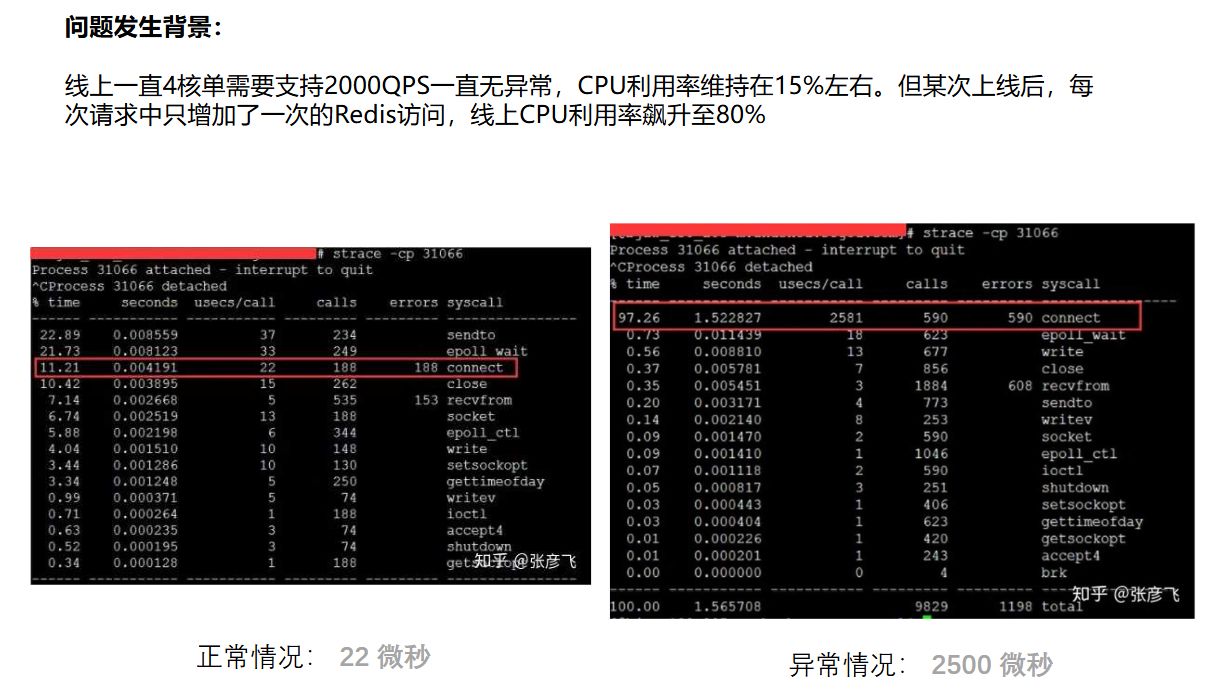 问题发生背景：
线上一直4核单需要支持2000QPS一直无异常，CPU利用率维持在15%左右。但某次上线后，每
次请求中只增加了一次的Redis访问，线上CPU利用率飙升至80%
# strace -cp 31066
Process 31066 attached - interrupt to quit
^CProcess 31066 detached
% time seconds usecs/call calls errors syscall
------ ----------- ----------- --------- --------- ----------------
22.89 0.008559 37 234 sendto
21.73 0.008123 33 249 epoll_wait
11.21 0.004191 22 188 188 connect
10.42 0.003895 15 262 close
7.14 0.002668 5 535 153 recvfrom
6.74 0.002519 13 188 socket
5.88 0.002198 6 344 epoll_ctl
4.04 0.001510 10 148 write
3.44 0.001286 10 130 setsockopt
3.34 0.001248 5 250 gettimeofday
0.99 0.000371 5 74 writev
0.71 0.000264 1 188 ioctl
0.63 0.000235 3 74 accept4
0.52 0.000195 3 74 shutdown
0.34 0.000128 1 188
知乎 @张彦飞
正常情况： 22 微秒
# strace -cp 31066
Process 31066 attached - interrupt to quit
^CProcess 31066 detached
% time seconds usecs/call calls errors syscall
97.26 1.522827 2581 590 590 connect
0.73 0.011439 18 623 epoll_wait
0.56 0.008810 13 677 write
0.37 0.005781 7 856 close
0.35 0.005451 3 1884 608 recvfrom
0.20 0.003171 4 773 sendto
0.14 0.002140 8 253 writev
0.09 0.001470 2 590 socket
0.09 0.001410 1 1046 epoll_ctl
0.07 0.001118 2 590 ioctl
0.05 0.000817 3 251 shutdown
0.03 0.000443 1 406 setsockopt
0.03 0.000404 1 623 gettimeofday
0.01 0.000226 1 420 getsockopt
0.01 0.000201 1 243 accept4
0.00 0.000000 0 4 brk
100.00 1.565708 9829 1198 total
知乎 @张彦飞
异常情况： 2500 微秒